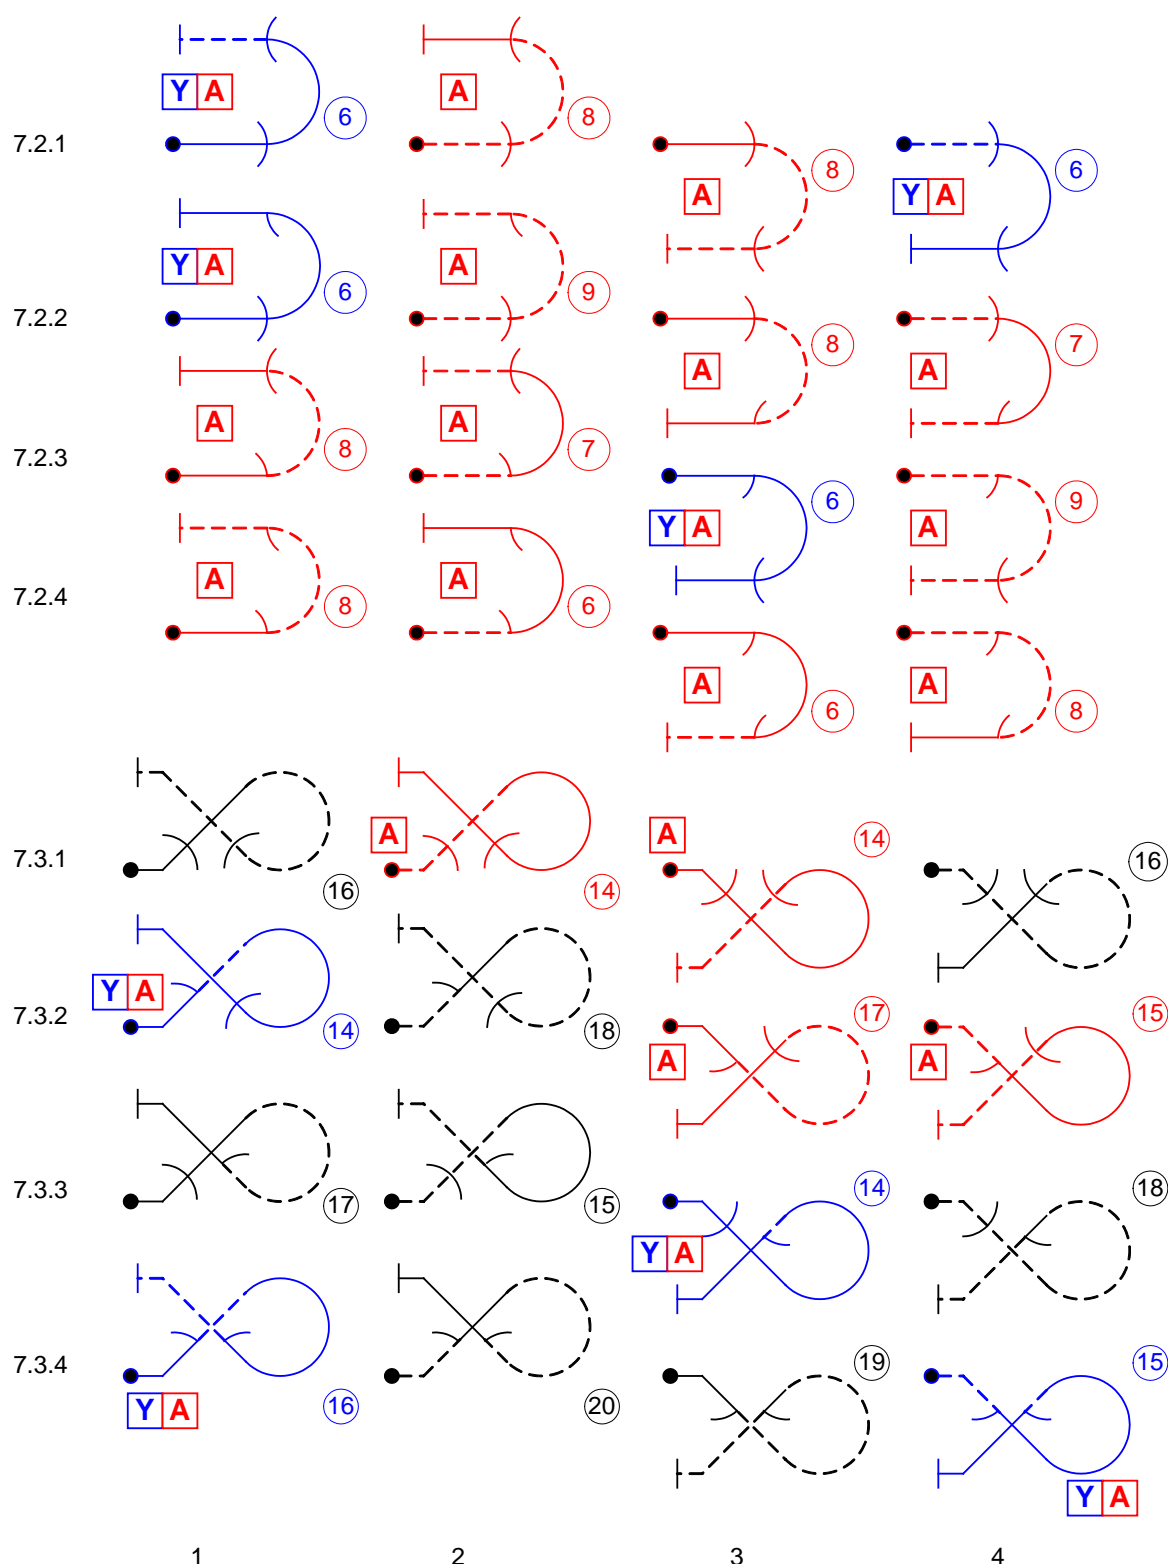 Y A 6 A 8
7.2.1 A 8 Y A 6
Y A 6 A 9
7.2.2 A 8 A 7
A 8 A 7
7.2.3 Y A 6 A 9
A 8 A 6
7.2.4
A 6 A 8
A A
7.3.1 14 16
16 14
Y A
7.3.2 14 18 A 17 A 15
7.3.3 17 15 14 18
Y A
7.3.4 19 15
Y A 16 20
Y A
1 2 3 4